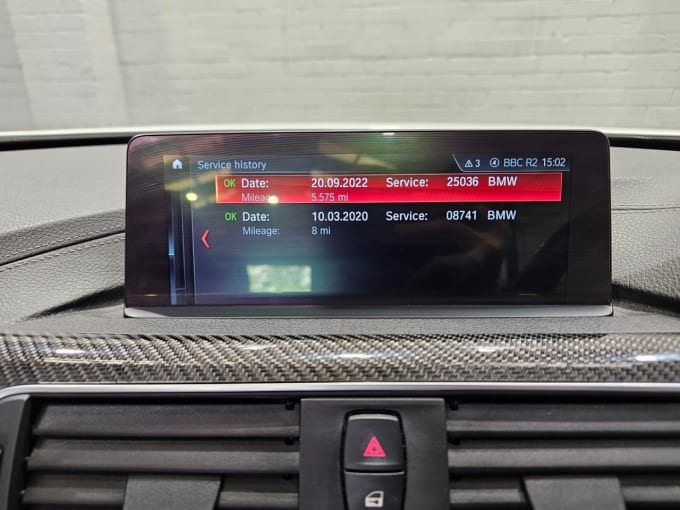 Service history 3 BBC R2 15:02
OK Date: 20.09.2022 Service: 25036 BMW
Mileage: 5.575 mi
OK Date: 10.03.2020 Service: 08741 BMW
Mileage: 8 mi